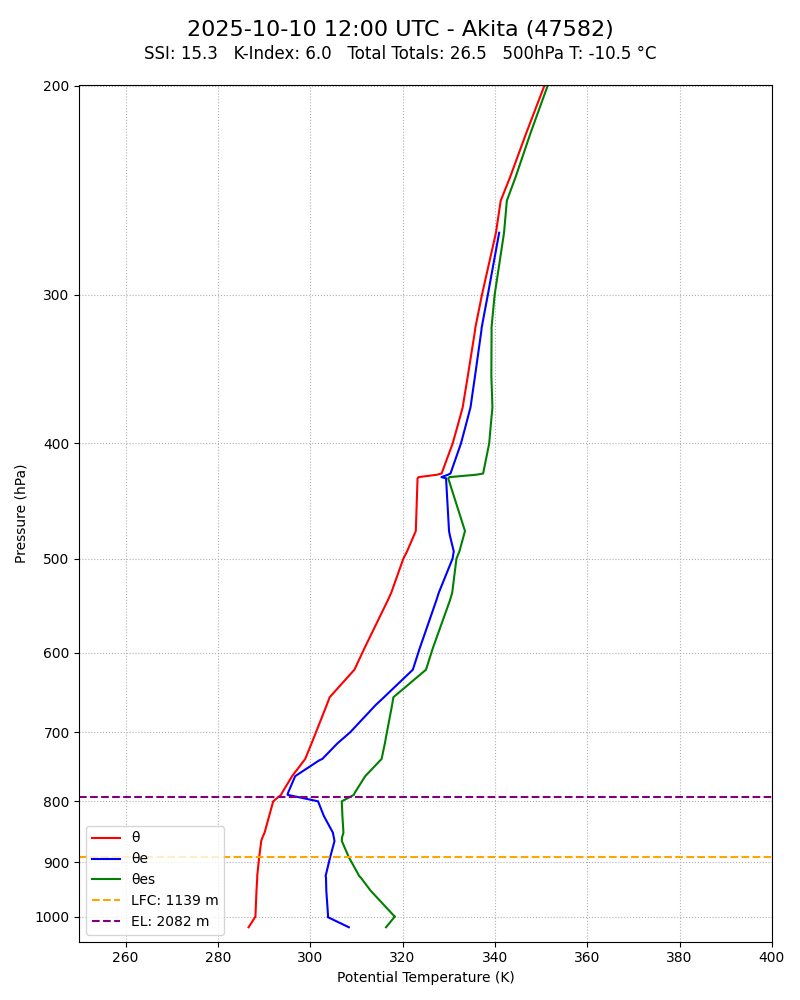 2025-10-10 12:00 UTC - Akita (47582)
SSI: 15.3   K-Index: 6.0   Total Totals: 26.5   500hPa T: -10.5 °C
200
300
400
500
600
700
800
900
1000
Pressure (hPa)
θ
θe
θes
LFC: 1139 m
EL: 2082 m
260 280 300 320 340 360 380 400
Potential Temperature (K)